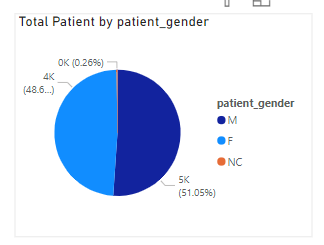 Total Patient by patient_gender
0K (0.26%)
4K
(48.6...)
patient_gender
M
F
NC
5K
(51.05%)